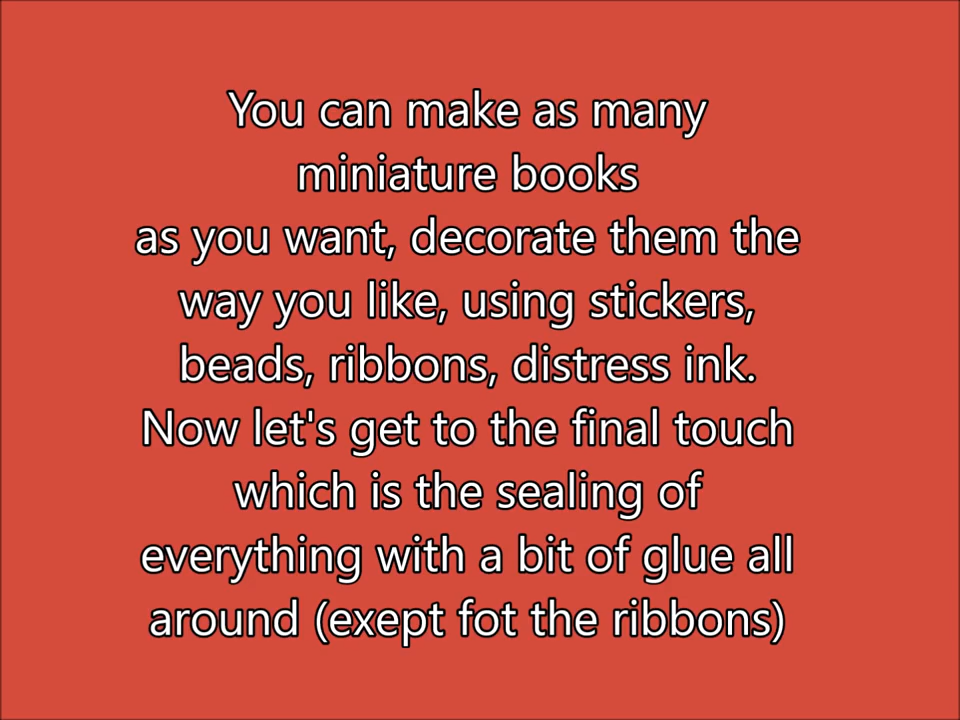 You can make as many
miniature books
as you want, decorate them the
way you like, using stickers,
beads, ribbons, distress ink.
Now let's get to the final touch
which is the sealing of
everything with a bit of glue all
around (exept fot the ribbons)